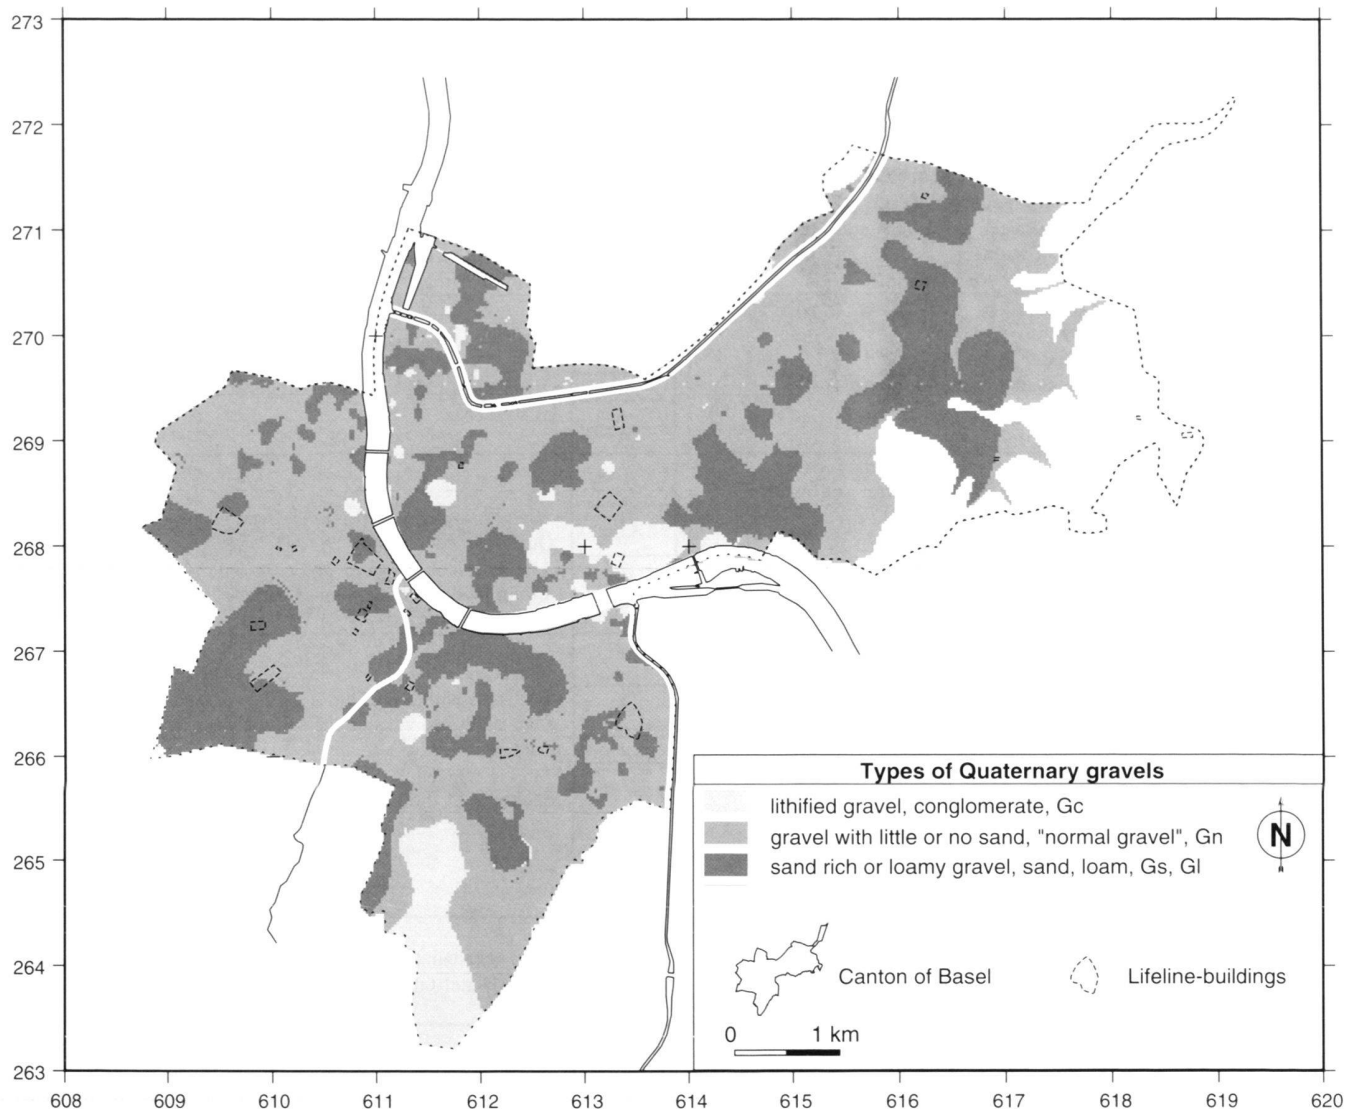 273
272
271
270
269
268
267
266
265
264
263
608 609 610 611 612 613 614 615 616 617 618 619 620
Types of Quaternary gravels
lithified gravel, conglomerate, Gc
gravel with little or no sand, "normal gravel", Gn
sand rich or loamy gravel, sand, loam, Gs, Gl
N
Canton of Basel
Lifeline-buildings
0 1 km